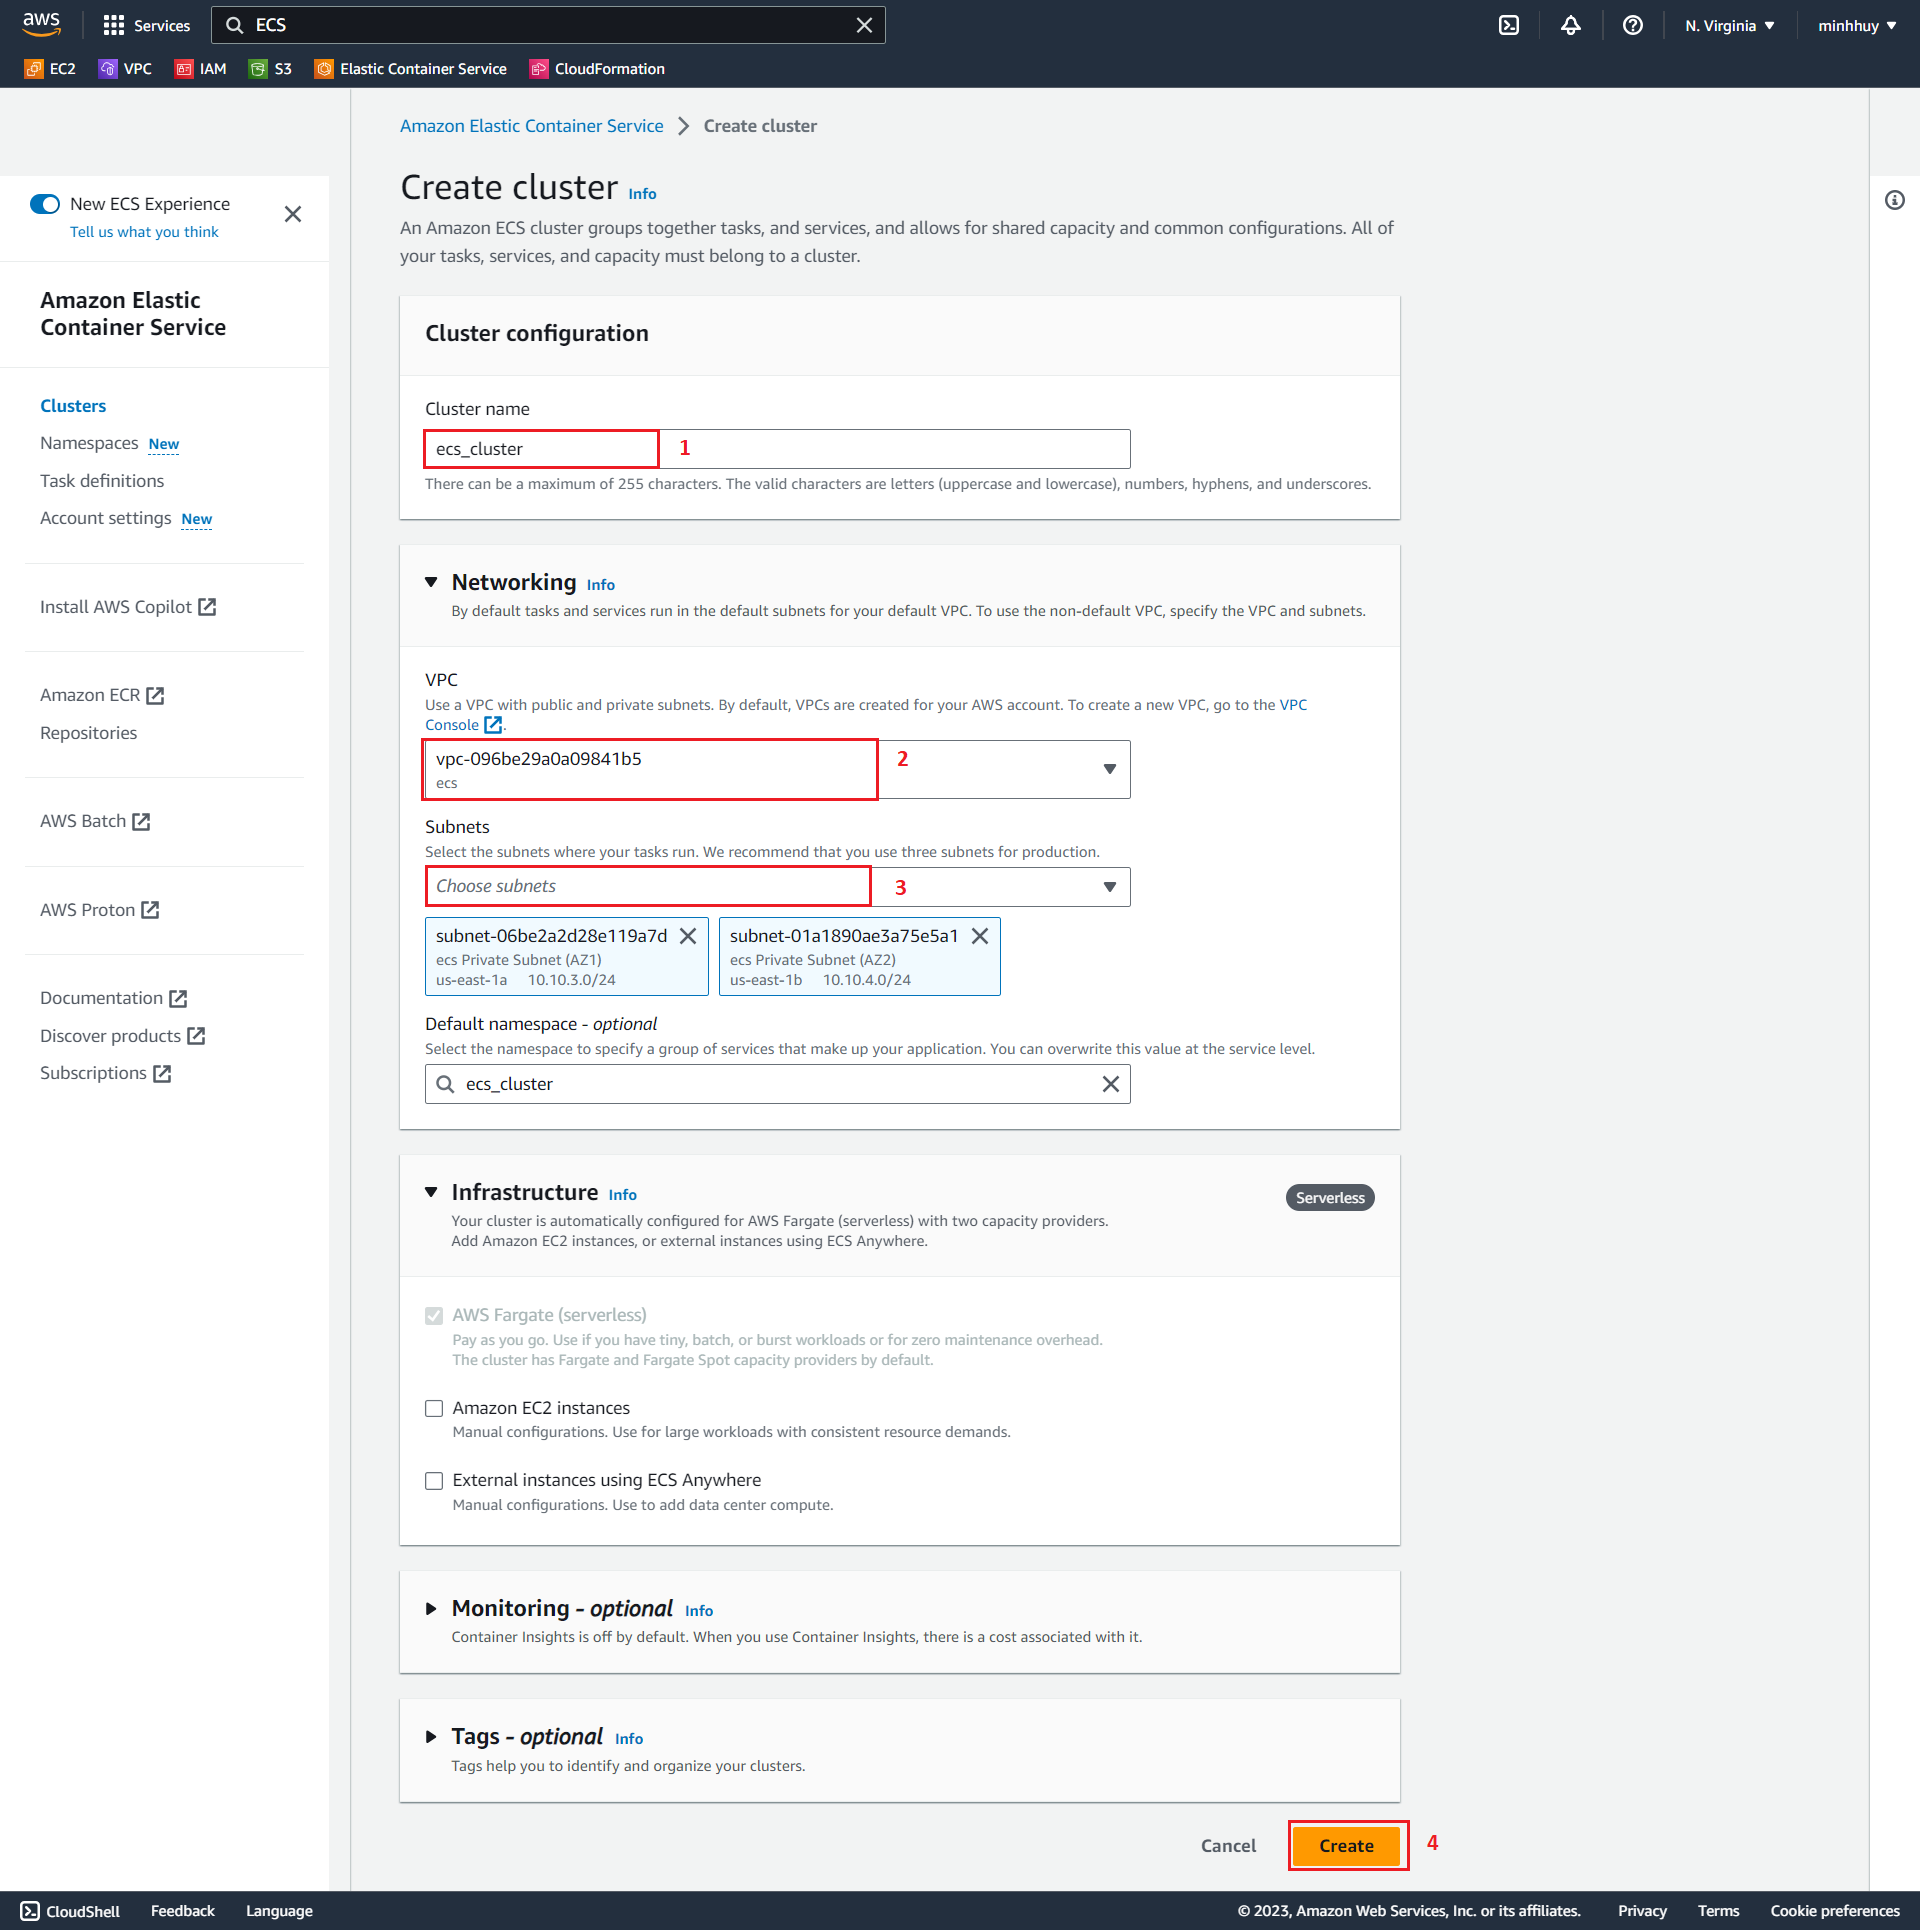 aws
Services
ECS
N. Virginia
minhhuy
EC2
VPC
IAM
S3
Elastic Container Service
CloudFormation
Amazon Elastic Container Service
Create cluster
New ECS Experience
Tell us what you think
Amazon Elastic
Container Service
Clusters
Namespaces New
Task definitions
Account settings New
Install AWS Copilot
Amazon ECR
Repositories
AWS Batch
AWS Proton
Documentation
Discover products
Subscriptions
Create cluster Info
An Amazon ECS cluster groups together tasks, and services, and allows for shared capacity and common configurations. All of
your tasks, services, and capacity must belong to a cluster.
Cluster configuration
Cluster name
ecs_cluster 1
There can be a maximum of 255 characters. The valid characters are letters (uppercase and lowercase), numbers, hyphens, and underscores.
Networking Info
By default tasks and services run in the default subnets for your default VPC. To use the non-default VPC, specify the VPC and subnets.
VPC
Use a VPC with public and private subnets. By default, VPCs are created for your AWS account. To create a new VPC, go to the VPC
Console .
vpc-096be29a0a09841b5 2
ecs
Subnets
Select the subnets where your tasks run. We recommend that you use three subnets for production.
Choose subnets 3
subnet-06be2a2d28e119a7d
ecs Private Subnet (AZ1)
us-east-1a 10.10.3.0/24
subnet-01a1890ae3a75e5a1
ecs Private Subnet (AZ2)
us-east-1b 10.10.4.0/24
Default namespace - optional
Select the namespace to specify a group of services that make up your application. You can overwrite this value at the service level.
ecs_cluster
Infrastructure Info
Serverless
Your cluster is automatically configured for AWS Fargate (serverless) with two capacity providers.
Add Amazon EC2 instances, or external instances using ECS Anywhere.
AWS Fargate (serverless)
Pay as you go. Use if you have tiny, batch, or burst workloads or for zero maintenance overhead.
The cluster has Fargate and Fargate Spot capacity providers by default.
Amazon EC2 instances
Manual configurations. Use for large workloads with consistent resource demands.
External instances using ECS Anywhere
Manual configurations. Use to add data center compute.
Monitoring - optional Info
Container Insights is off by default. When you use Container Insights, there is a cost associated with it.
Tags - optional Info
Tags help you to identify and organize your clusters.
Cancel
Create 4
CloudShell
Feedback
Language
© 2023, Amazon Web Services, Inc. or its affiliates.
Privacy
Terms
Cookie preferences